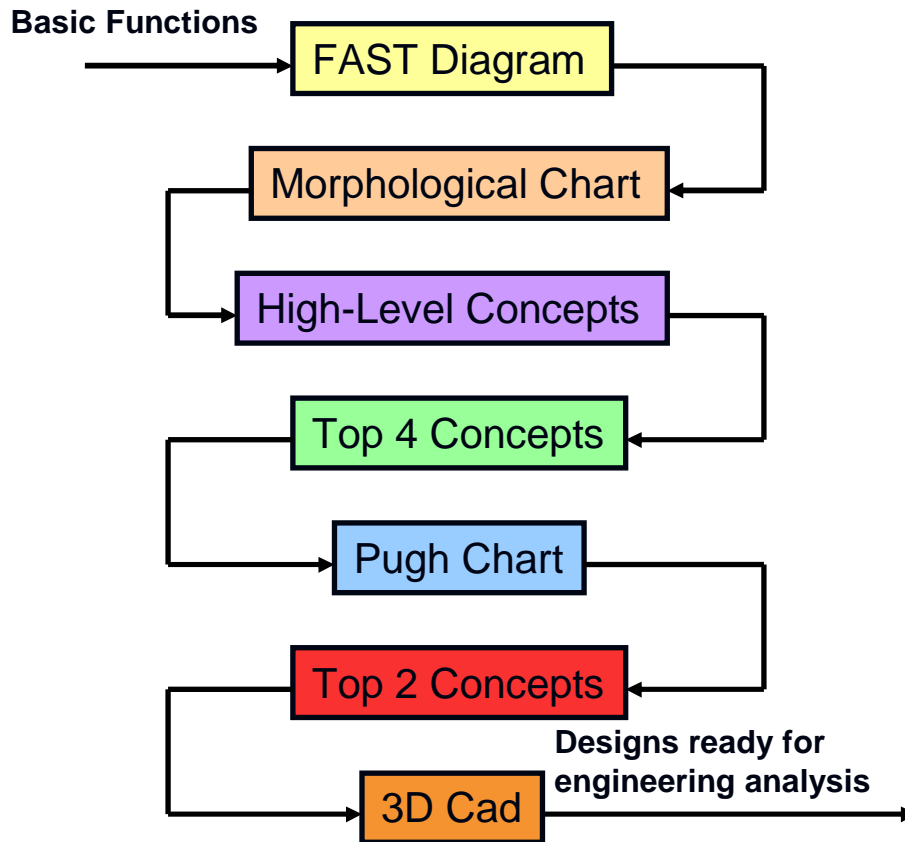 Basic Functions
FAST Diagram
Morphological Chart
High-Level Concepts
Top 4 Concepts
Pugh Chart
Top 2 Concepts
Designs ready for
engineering analysis
3D Cad